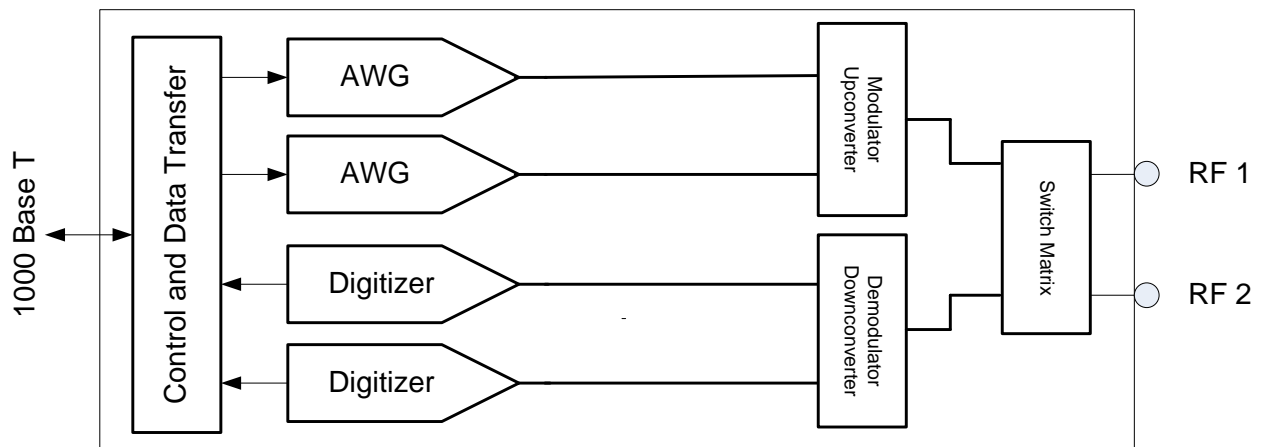 1000 Base T
Control and Data Transfer
AWG
AWG
Digitizer
Digitizer
Modulator
Upconverter
Demodulator
Downconverter
Switch Matrix
RF 1
RF 2